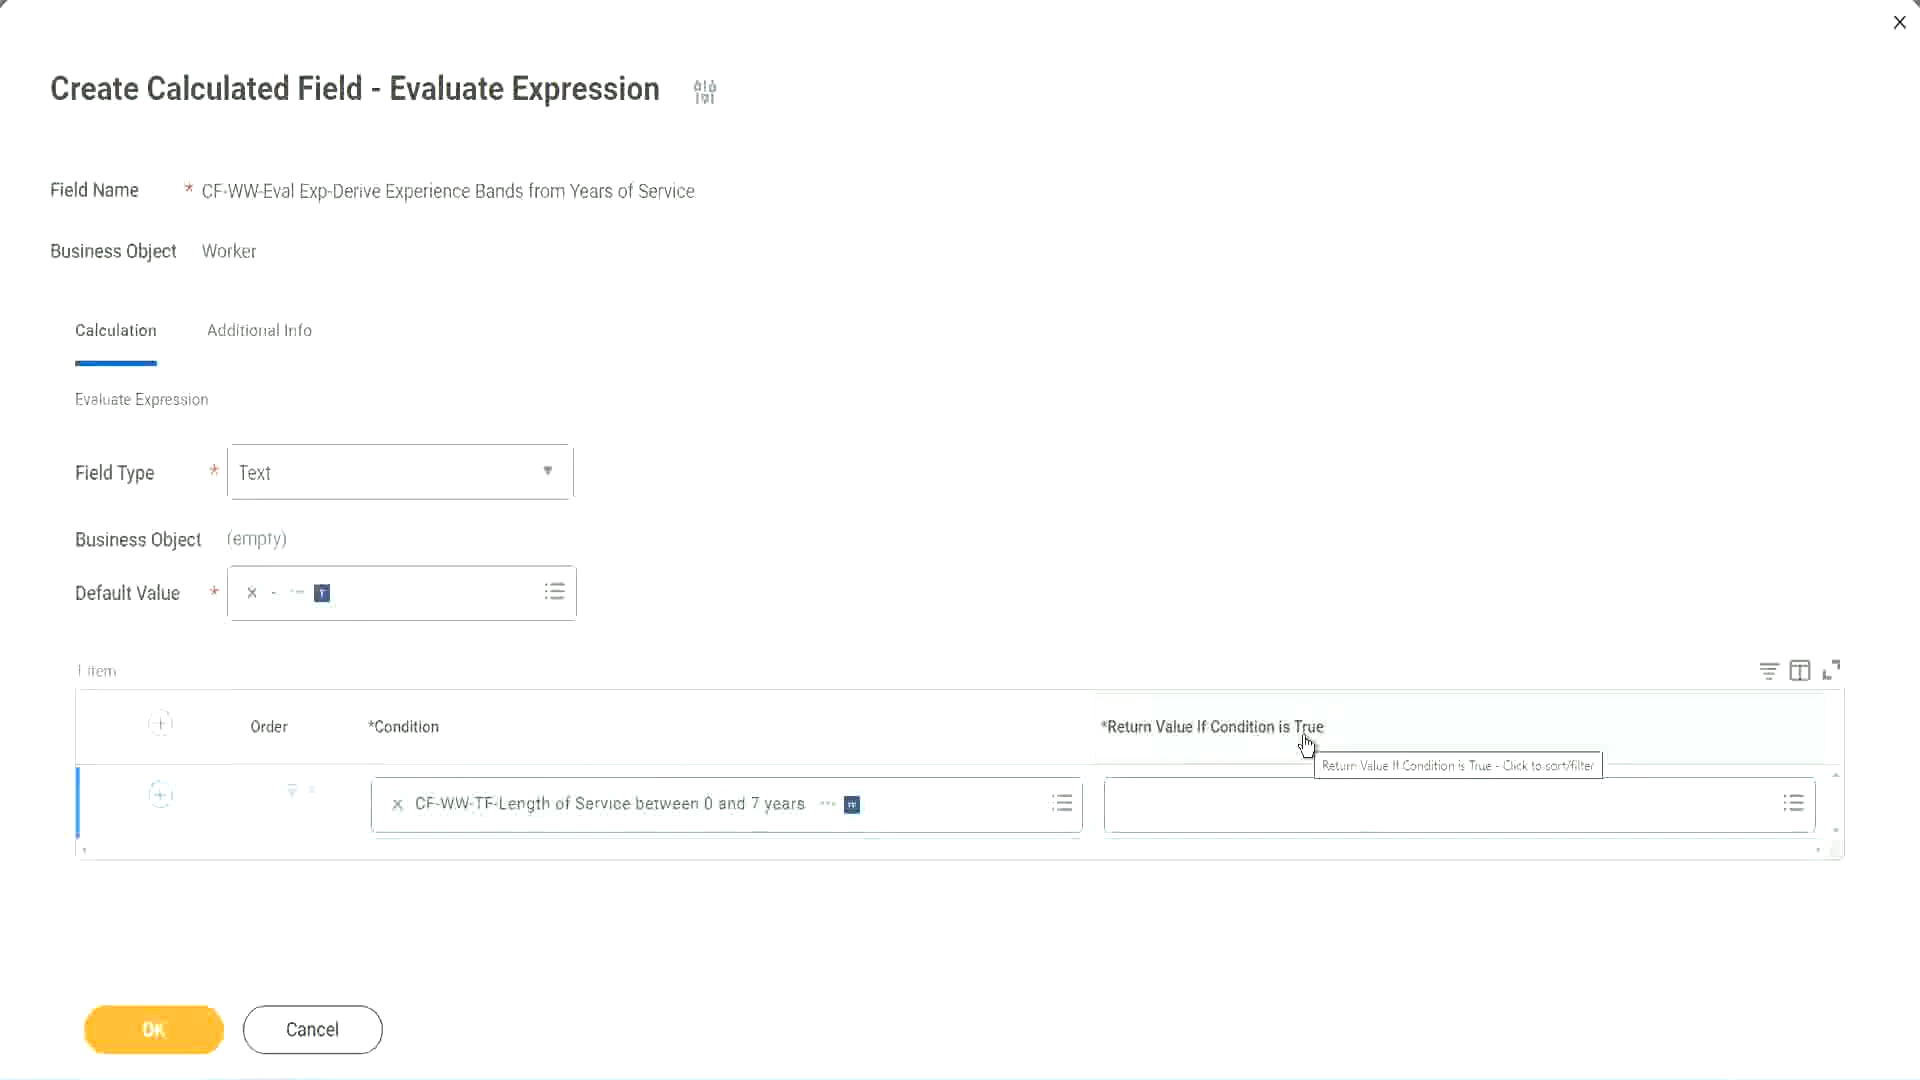 Create Calculated Field - Evaluate Expression
Field Name * CF-WW-Eval Exp-Derive Experience Bands from Years of Service
Business Object Worker
Calculation Additional Info
Evaluate Expression
Field Type * Text
Business Object (empty)
Default Value * × - T
1 item
Order *Condition *Return Value If Condition is True
Return Value If Condition is True - Click to sort/filter
× CF-WW-TF-Length of Service between 0 and 7 years
OK Cancel